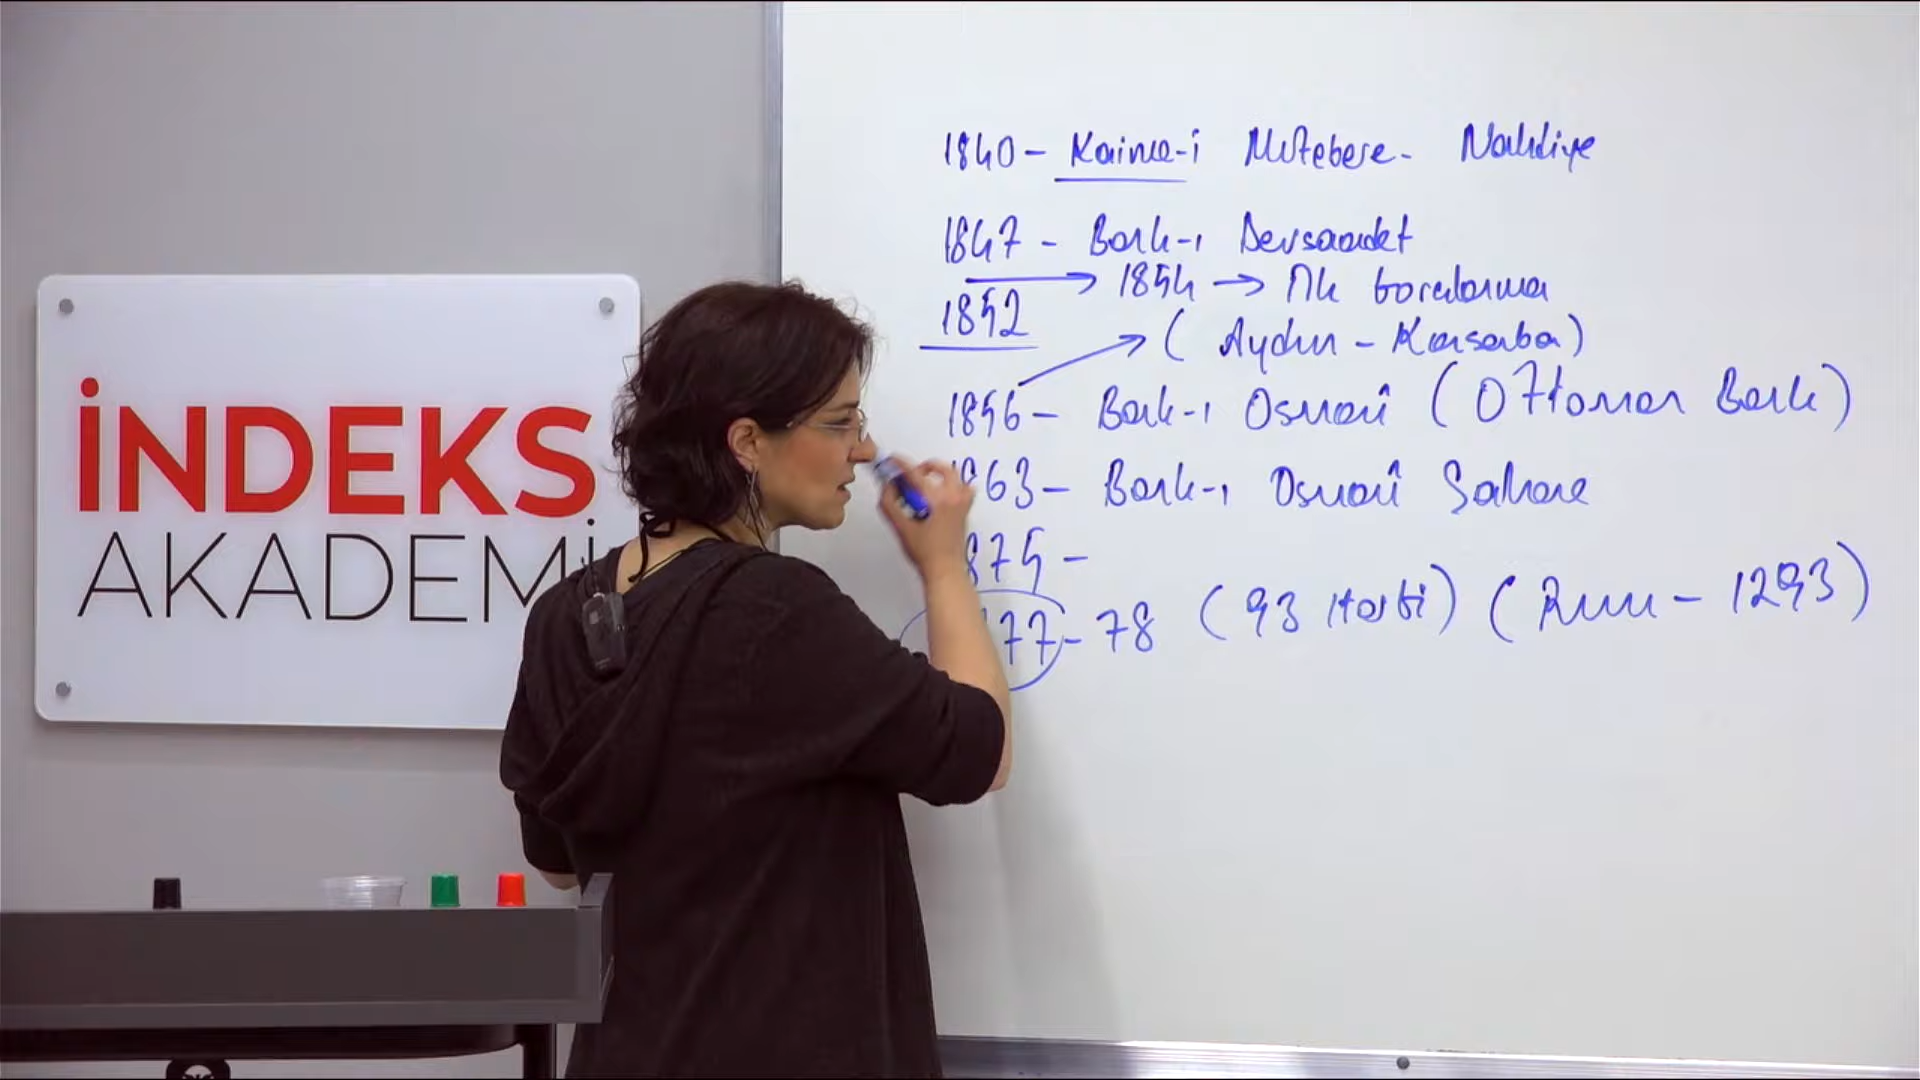 İNDEKS
AKADEMİ
1840 - Kaime-i Mutebere - Nakdiye
1847 - Bank-ı Dersaadet
→ 1854 → İlk borçlanma
1852
→ ( Aydın - Kasaba )
1856 - Bank-ı Osmanî ( Ottoman Bank )
1863 - Bank-ı Osmanî Şahane
875 -
77 - 78 ( 93 Harbi ) ( Rumi - 1293 )